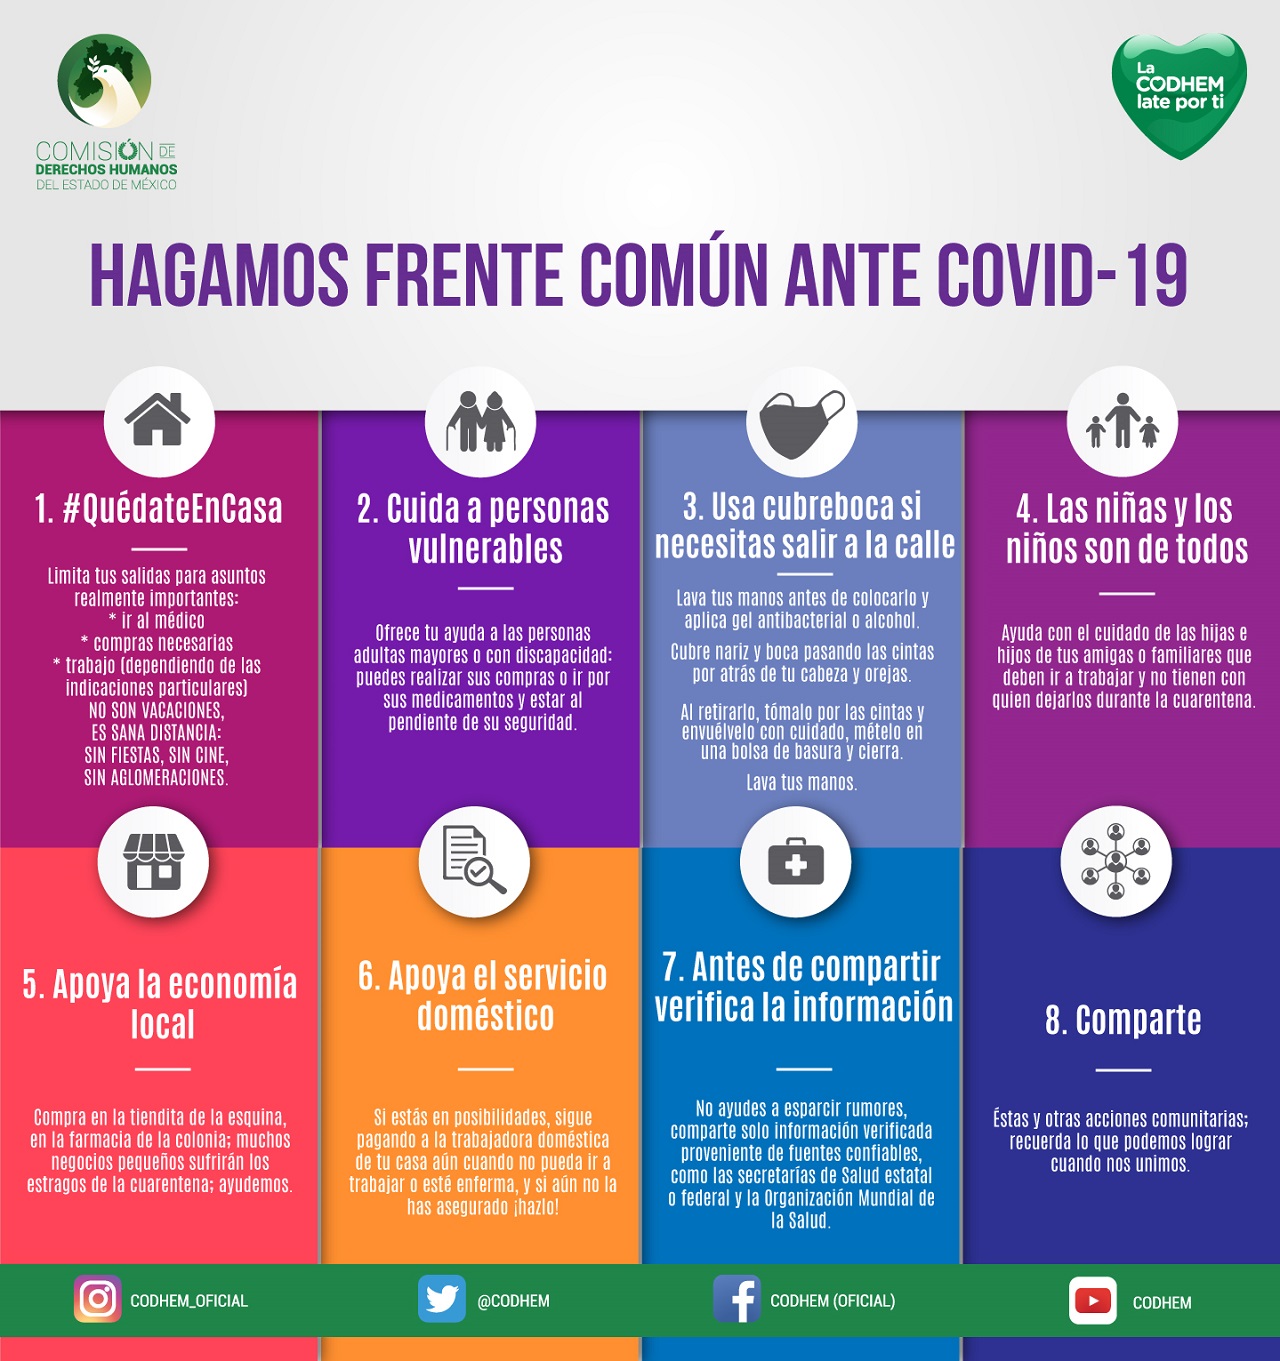 COMISIÓN DE
DERECHOS HUMANOS
DEL ESTADO DE MÉXICO
La
CODHEM
late por ti
HAGAMOS FRENTE COMÚN ANTE COVID-19
1. #QuédateEnCasa
Limita tus salidas para asuntos
realmente importantes:
* ir al médico
* compras necesarias
* trabajo (dependiendo de las
indicaciones particulares)
NO SON VACACIONES,
ES SANA DISTANCIA:
SIN FIESTAS, SIN CINE,
SIN AGLOMERACIONES.
2. Cuida a personas
vulnerables
Ofrece tu ayuda a las personas
adultas mayores o con discapacidad:
puedes realizar sus compras o ir por
sus medicamentos y estar al
pendiente de su seguridad.
3. Usa cubreboca si
necesitas salir a la calle
Lava tus manos antes de colocarlo y
aplica gel antibacterial o alcohol.
Cubre nariz y boca pasando las cintas
por atrás de tu cabeza y orejas.
Al retirarlo, tómalo por las cintas y
envuélvelo con cuidado, mételo en
una bolsa de basura y cierra.
Lava tus manos.
4. Las niñas y los
niños son de todos
Ayuda con el cuidado de las hijas e
hijos de tus amigas o familiares que
deben ir a trabajar y no tienen con
quien dejarlos durante la cuarentena.
5. Apoya la economía
local
Compra en la tiendita de la esquina,
en la farmacia de la colonia; muchos
negocios pequeños sufrirán los
estragos de la cuarentena; ayudemos.
6. Apoya el servicio
doméstico
Si estás en posibilidades, sigue
pagando a la trabajadora doméstica
de tu casa aún cuando no pueda ir a
trabajar o esté enferma, y si aún no la
has asegurado ¡hazlo!
7. Antes de compartir
verifica la información
No ayudes a esparcir rumores,
comparte solo información verificada
proveniente de fuentes confiables,
como las secretarías de Salud estatal
o federal y la Organización Mundial de
la Salud.
8. Comparte
Éstas y otras acciones comunitarias;
recuerda lo que podemos lograr
cuando nos unimos.
CODHEM_OFICIAL
@CODHEM
CODHEM (OFICIAL)
CODHEM